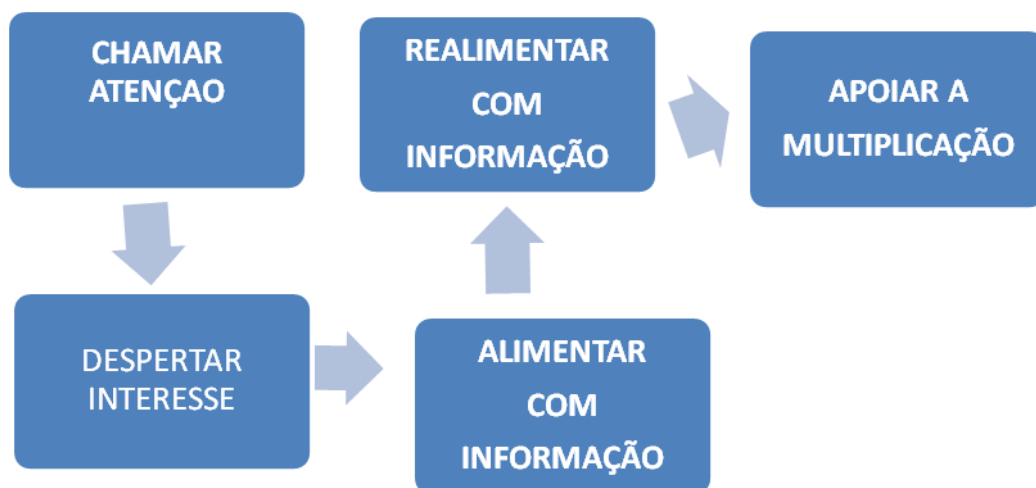 CHAMAR
ATENÇAO
DESPERTAR
INTERESSE
ALIMENTAR
COM
INFORMAÇÃO
REALIMENTAR
COM
INFORMAÇÃO
APOIAR A
MULTIPLICAÇÃO